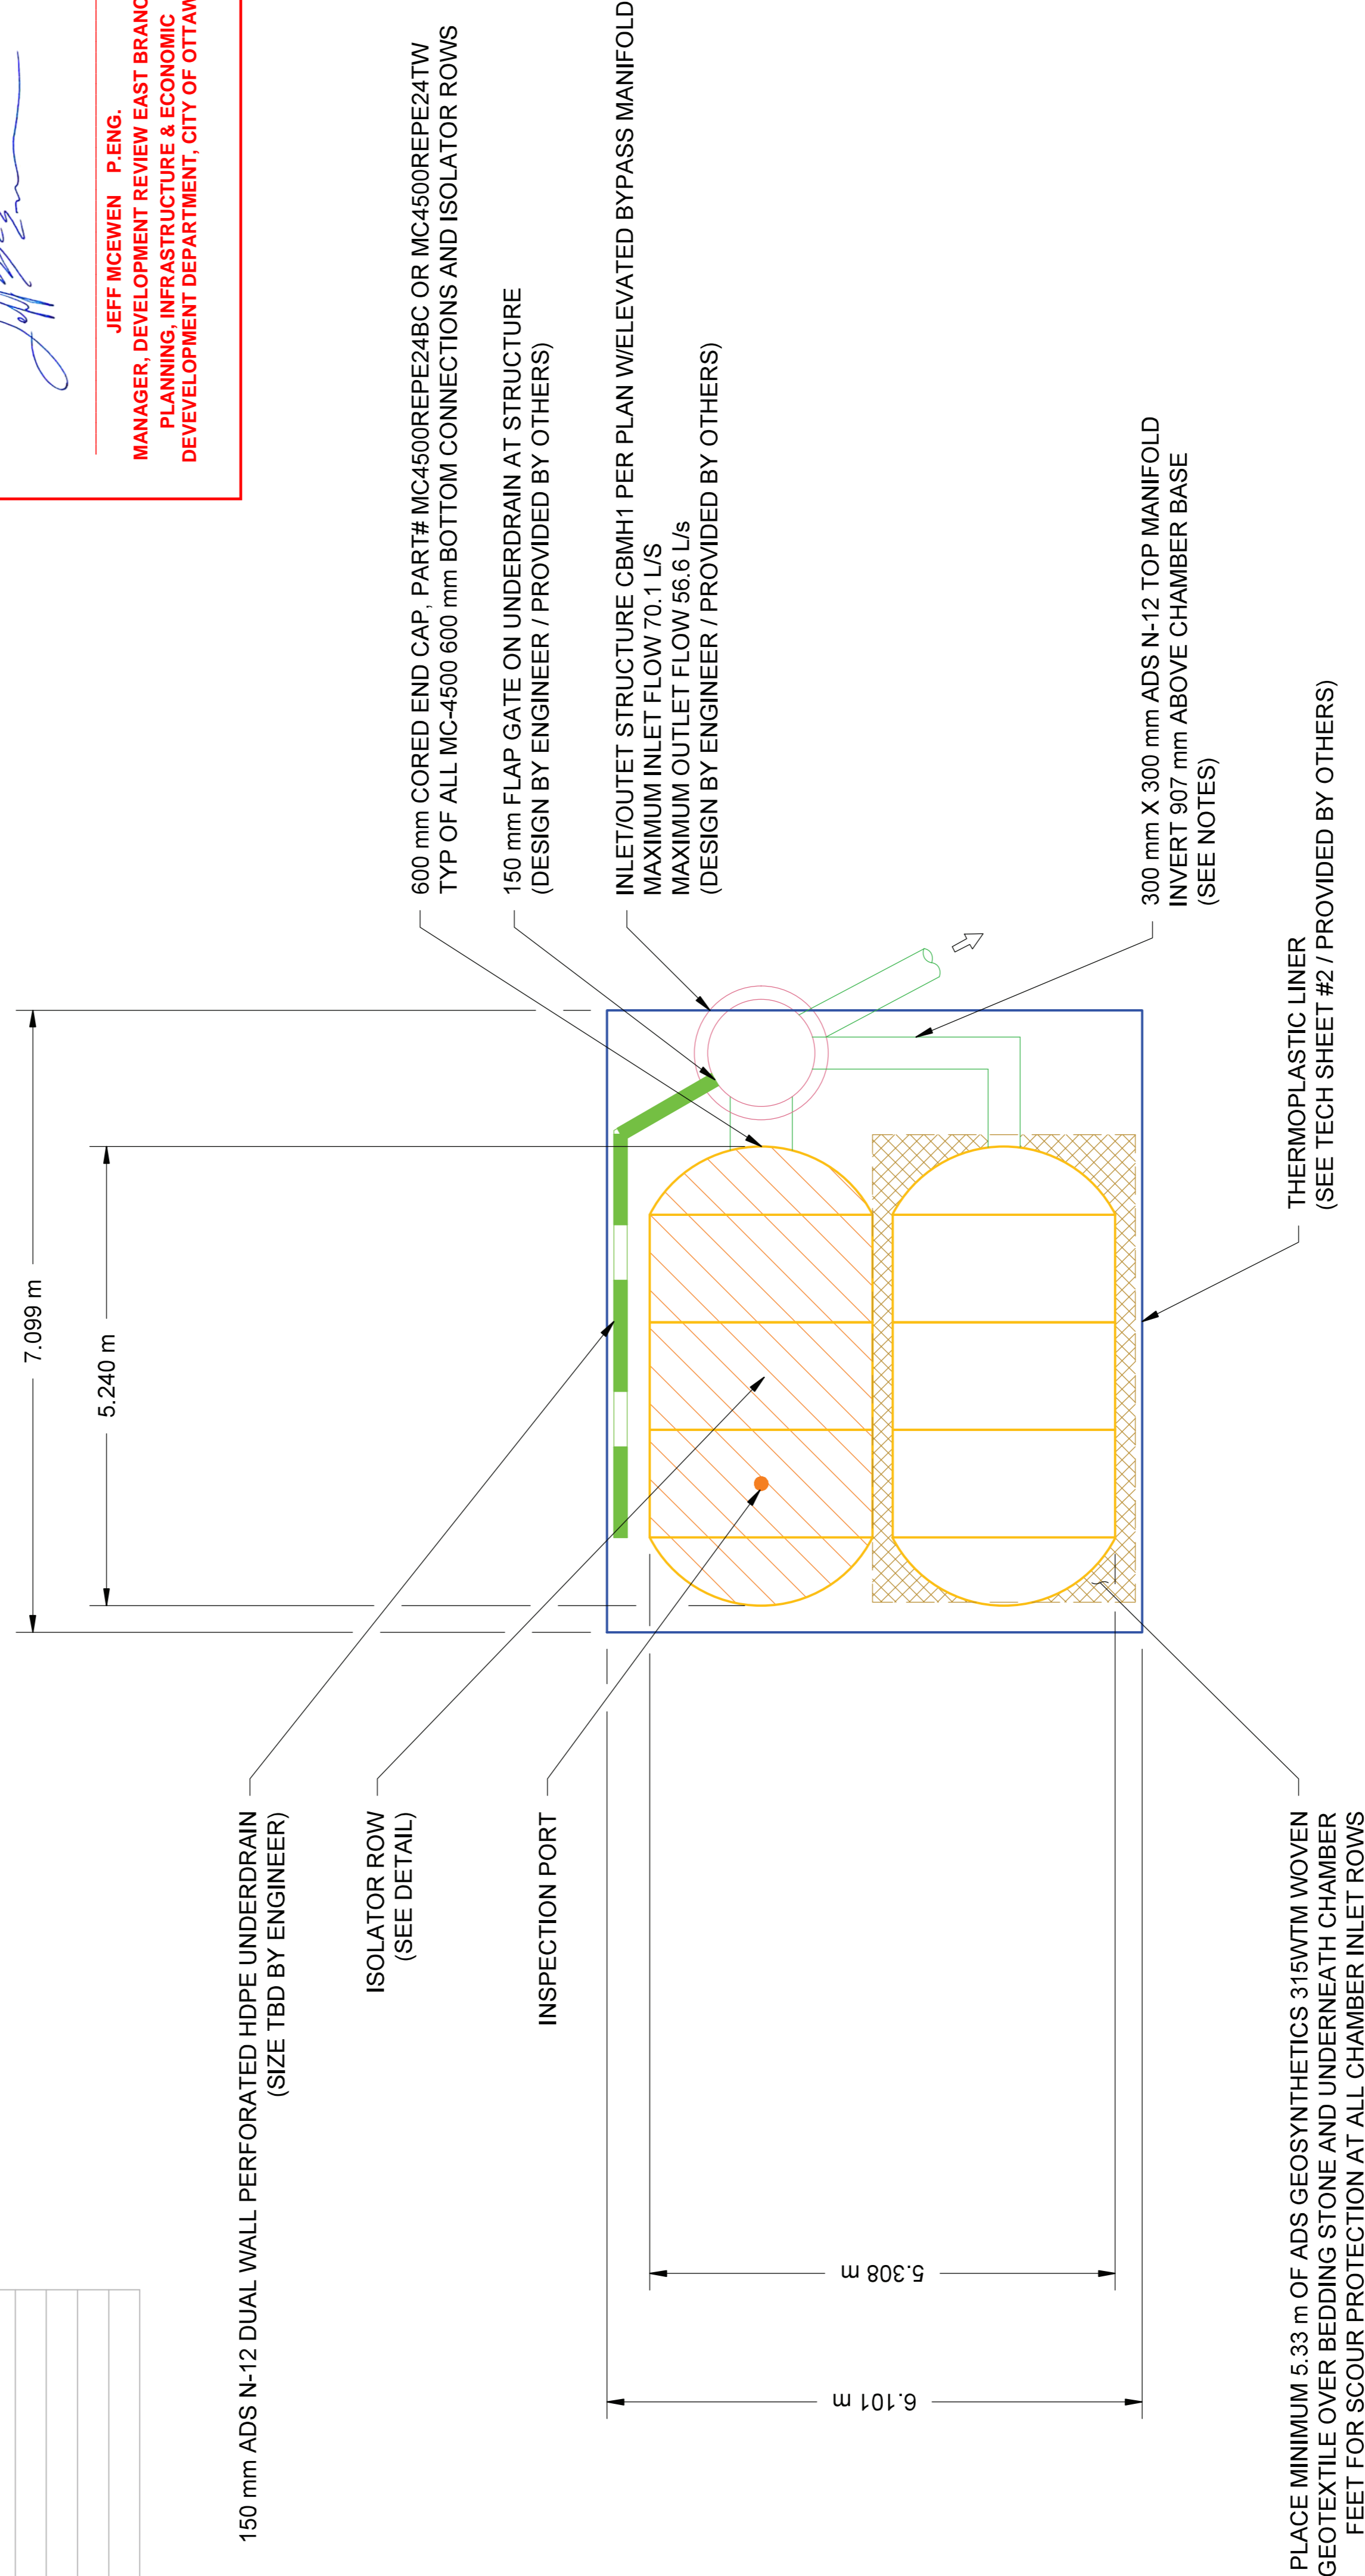 JEFF MCEWEN P.ENG.
MANAGER, DEVELOPMENT REVIEW EAST BRANC
PLANNING, INFRASTRUCTURE & ECONOMIC
DEVEVELOPMENT DEPARTMENT, CITY OF OTTAW
7.099 m
5.240 m
150 mm ADS N-12 DUAL WALL PERFORATED HDPE UNDERDRAIN
(SIZE TBD BY ENGINEER)
ISOLATOR ROW
(SEE DETAIL)
INSPECTION PORT
600 mm CORED END CAP, PART# MC4500REPE24BC OR MC4500REPE24TW
TYP OF ALL MC-4500 600 mm BOTTOM CONNECTIONS AND ISOLATOR ROWS
150 mm FLAP GATE ON UNDERDRAIN AT STRUCTURE
(DESIGN BY ENGINEER / PROVIDED BY OTHERS)
INLET/OUTET STRUCTURE CBMH1 PER PLAN W/ELEVATED BYPASS MANIFOLD
MAXIMUM INLET FLOW 70.1 L/S
MAXIMUM OUTLET FLOW 56.6 L/s
(DESIGN BY ENGINEER / PROVIDED BY OTHERS)
300 mm X 300 mm ADS N-12 TOP MANIFOLD
INVERT 907 mm ABOVE CHAMBER BASE
(SEE NOTES)
THERMOPLASTIC LINER
(SEE TECH SHEET #2 / PROVIDED BY OTHERS)
5.308 m
6.101 m
PLACE MINIMUM 5.33 m OF ADS GEOSYNTHETICS 315WTM WOVEN
GEOTEXTILE OVER BEDDING STONE AND UNDERNEATH CHAMBER
FEET FOR SCOUR PROTECTION AT ALL CHAMBER INLET ROWS